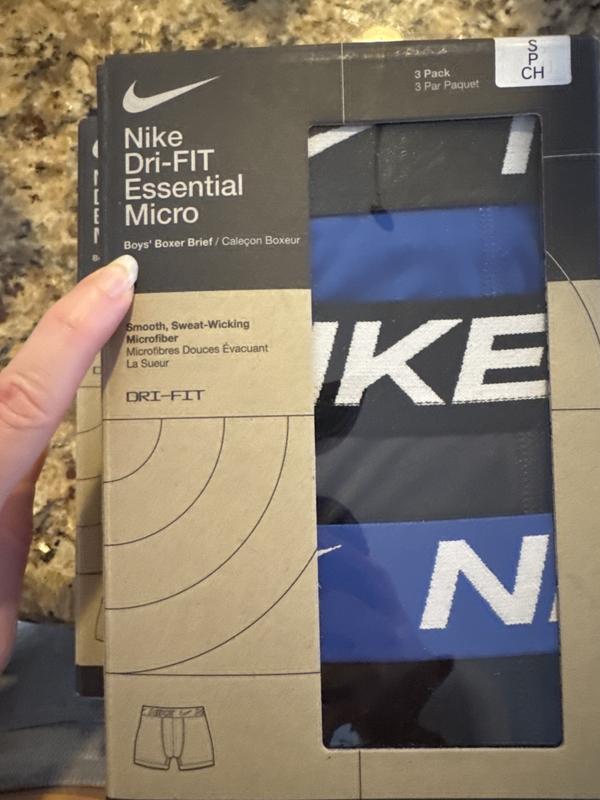 S
P
CH
3 Pack
3 Par Paquet
Nike
Dri-FIT
Essential
Micro
Boys' Boxer Brief / Caleçon Boxeur
Smooth, Sweat-Wicking
Microfiber
Microfibres Douces Évacuant
La Sueur
DRI-FIT
IKE
N